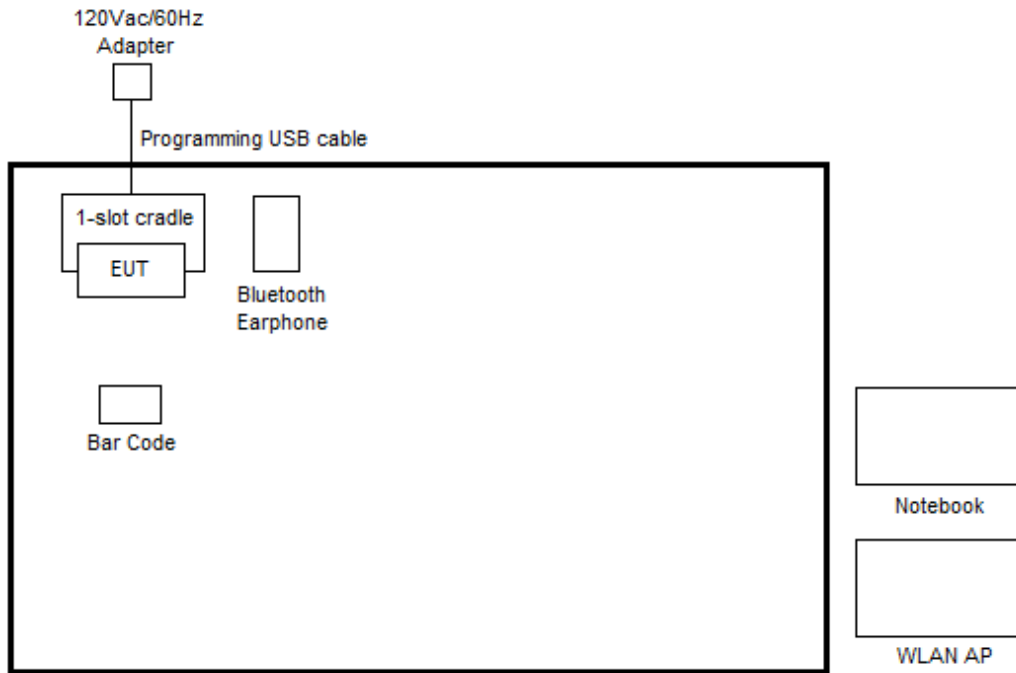 120Vac/60Hz
Adapter
Programming USB cable
1-slot cradle
EUT
Bluetooth
Earphone
Bar Code
Notebook
WLAN AP